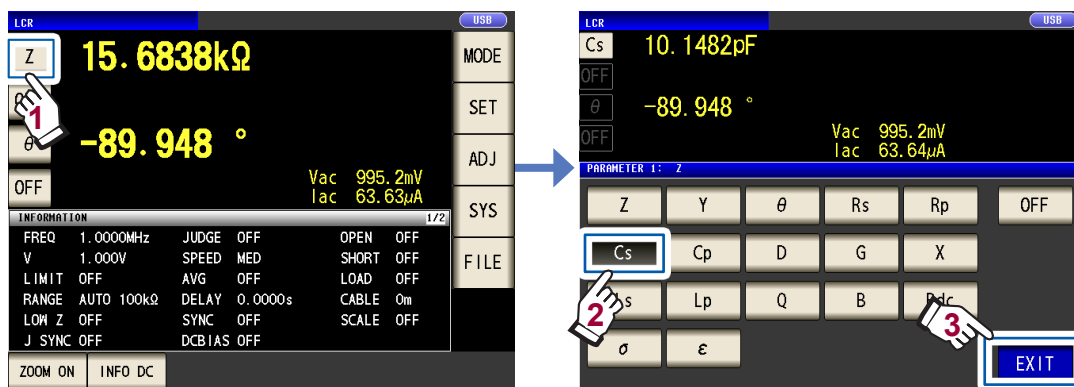 LCR USB
Z 15.6838kΩ MODE
1
SET
θ -89.948 ° ADJ
OFF Vac 995.2mV
Iac 63.63μA
SYS
INFORMATION 1/2
FREQ 1.0000MHz JUDGE OFF OPEN OFF
V 1.000V SPEED MED SHORT OFF
FILE
LIMIT OFF AVG OFF LOAD OFF
RANGE AUTO 100kΩ DELAY 0.0000s CABLE 0m
LOW Z OFF SYNC OFF SCALE OFF
J SYNC OFF DCBIAS OFF
ZOOM ON INFO DC
LCR USB
Cs 10.1482pF
OFF
θ -89.948 °
OFF Vac 995.2mV
Iac 63.64μA
PARAMETER 1: Z
Z Y θ Rs Rp OFF
Cs Cp D G X
2 Lp Q B
3
σ ε EXIT